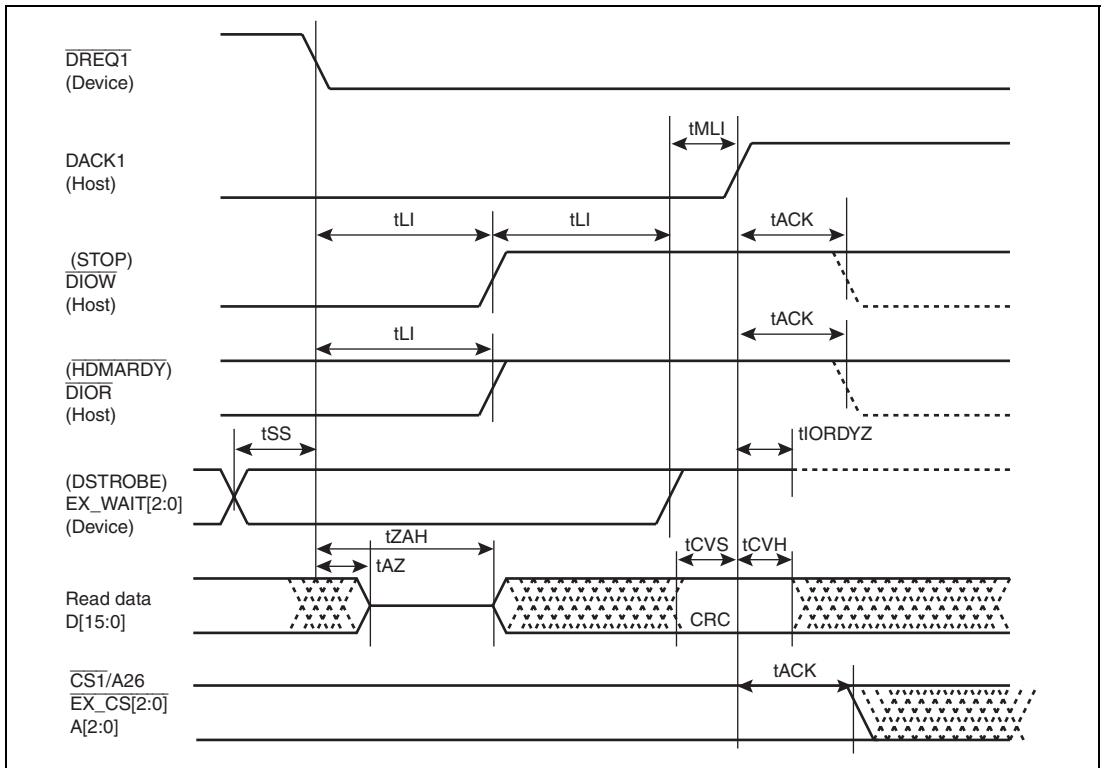 DREQ1
(Device)
tMLI
DACK1
(Host)
tLI
tLI
tACK
(STOP)
DIOW
(Host)
tLI
tACK
(HDMARDY)
DIOR
(Host)
tSS
tIORDYZ
(DSTROBE)
EX_WAIT[2:0]
(Device)
tZAH
tAZ
tCVS
tCVH
Read data
D[15:0]
CRC
CS1/A26
EX_CS[2:0]
A[2:0]
tACK